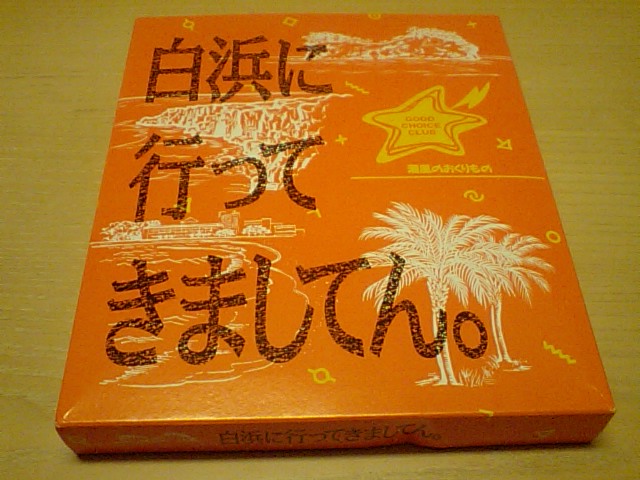 白浜に
行って
きましてん。
GOOD
CHOICE
CLUB
潮風のおくりもの
白浜に行ってきましてん。